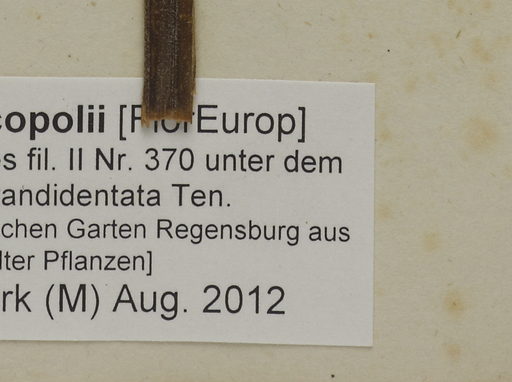 copolii [FlorEurop]
s fil. II Nr. 370 unter dem
andidentata Ten.
chen Garten Regensburg aus
lter Pflanzen]
rk (M) Aug. 2012